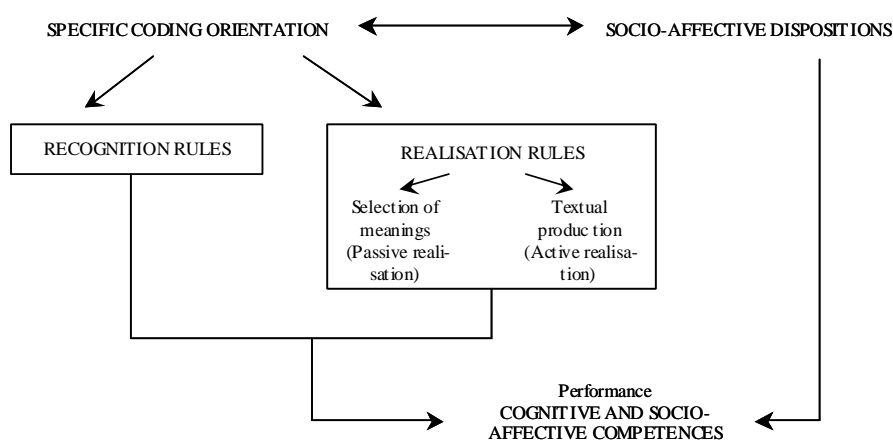 SPECIFIC CODING ORIENTATION
SOCIO-AFFECTIVE DISPOSITIONS
RECOGNITION RULES
REALISATION RULES
Selection of
meanings
(Passive reali-
sation)
Textual
production
(Active realisa-
tion)
Performance
COGNITIVE AND SOCIO-
AFFECTIVE COMPETENCES